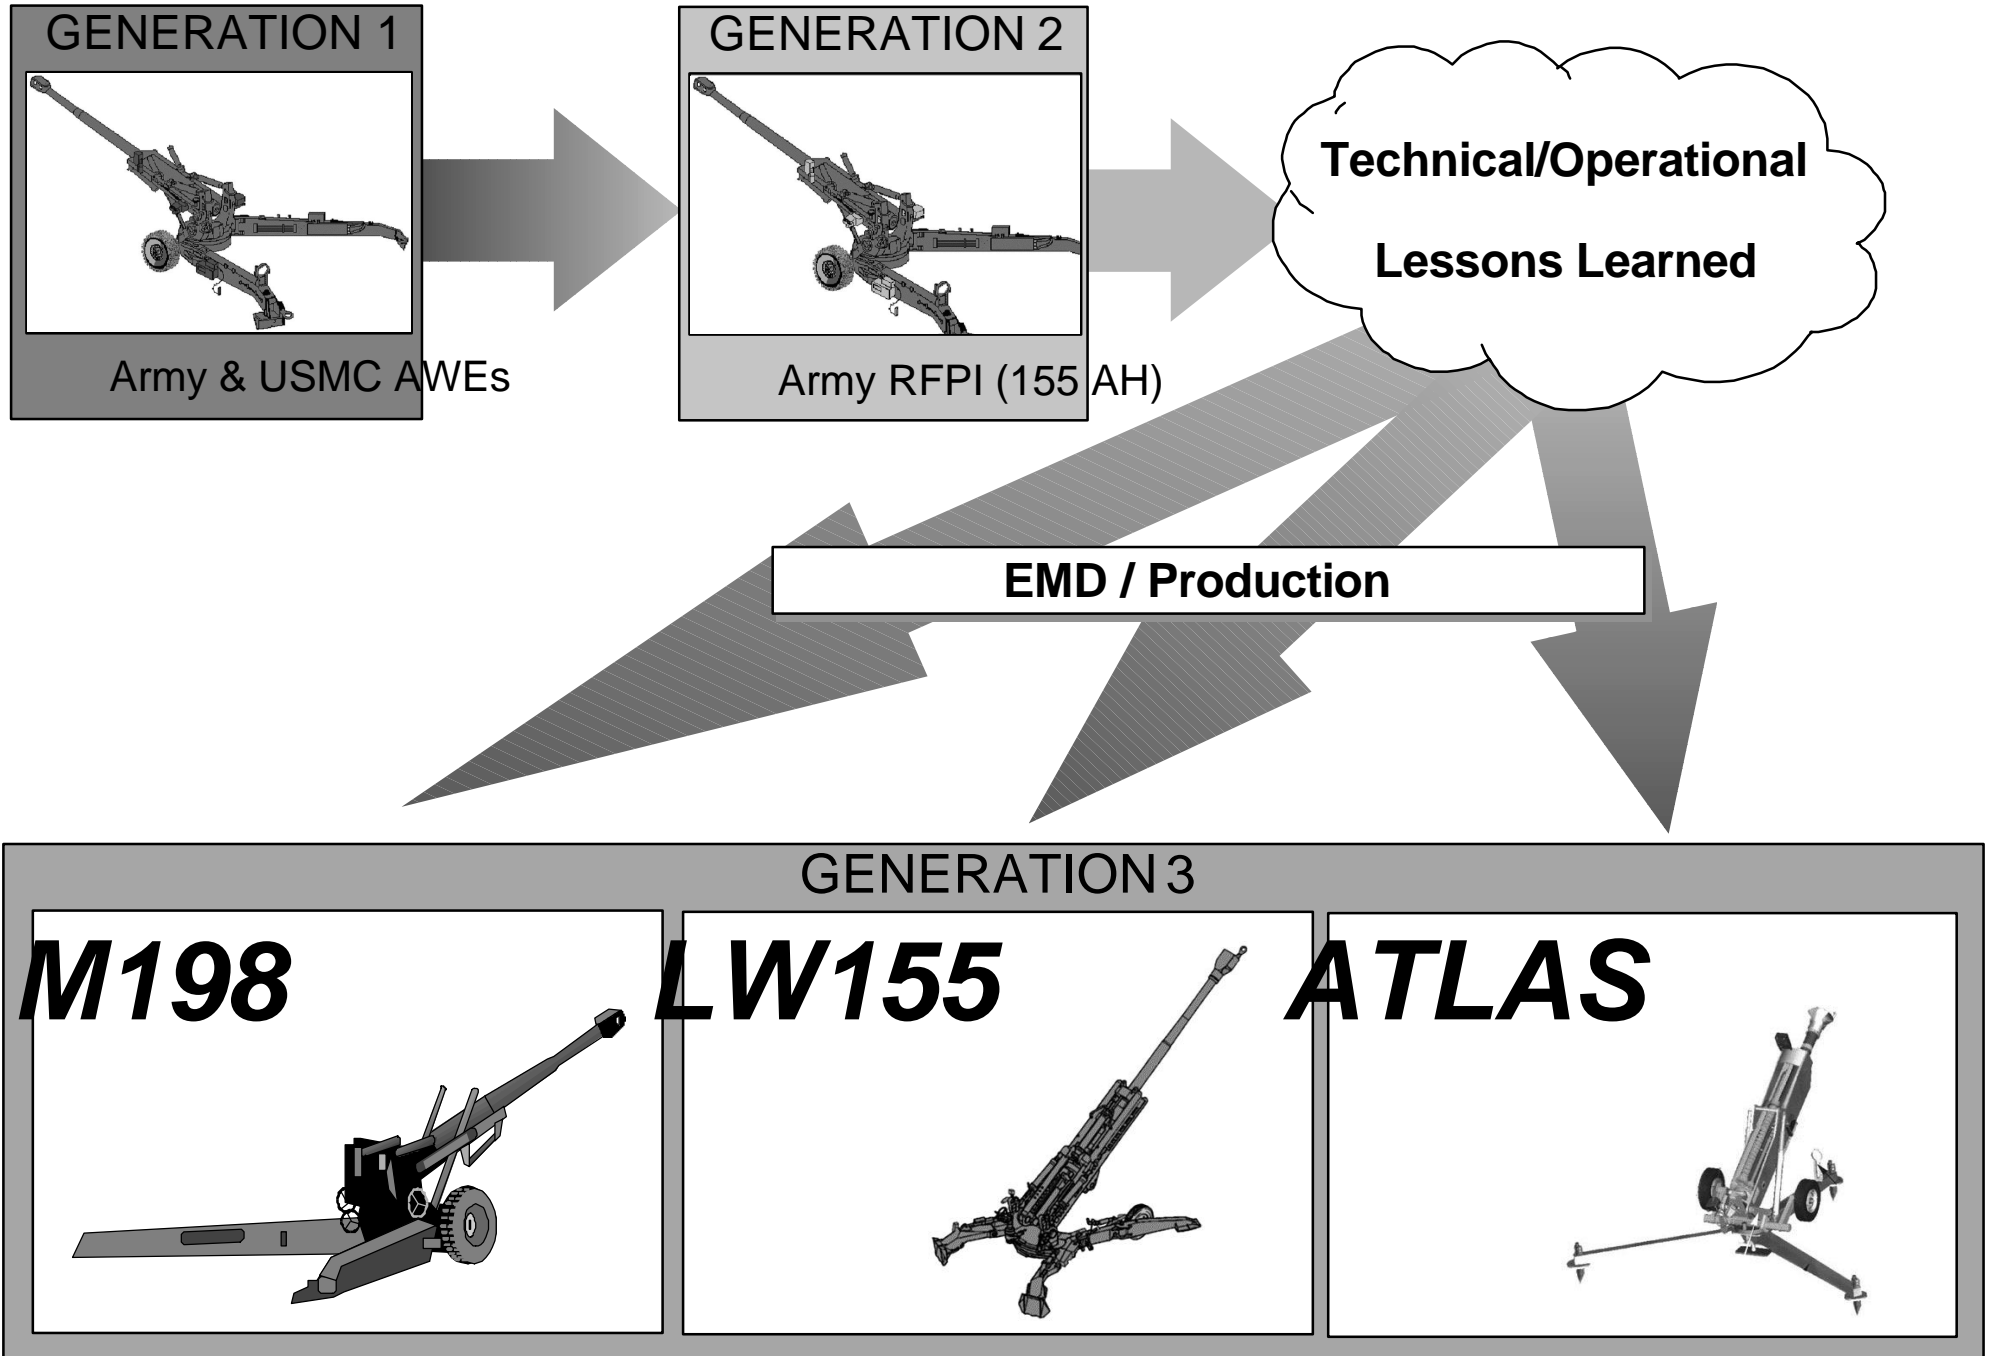 GENERATION 1
Army & USMC AWEs
GENERATION 2
Army RFPI (155 AH)
Technical/Operational
Lessons Learned
EMD / Production
GENERATION 3
M198
LW155
ATLAS